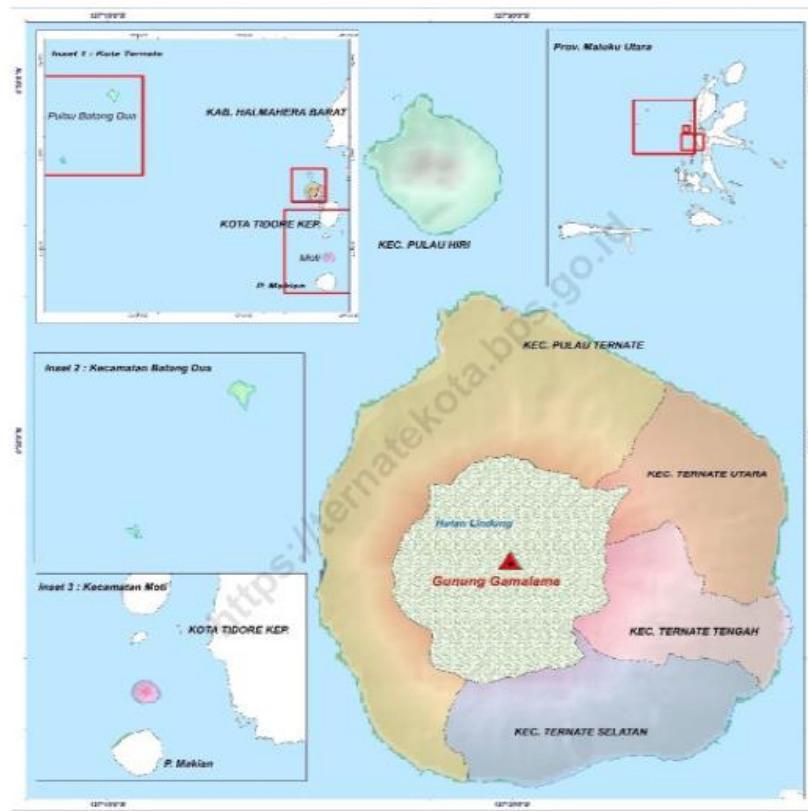 Inset 1 : Kota Ternate
Pulau Batang Dua
KAB. HALMAHERA BARAT
KOTA TIDORE KEP.
Moti
P. Makian
KEC. PULAU HIRI
Prov. Maluku Utara
Inset 2 : Kecamatan Batang Dua
Inset 3 : Kecamatan Moti
KOTA TIDORE KEP.
P. Makian
KEC. PULAU TERNATE
KEC. TERNATE UTARA
Hutan Lindung
Gunung Gamalama
KEC. TERNATE TENGAH
KEC. TERNATE SELATAN
https://ternatekota.bps.go.id